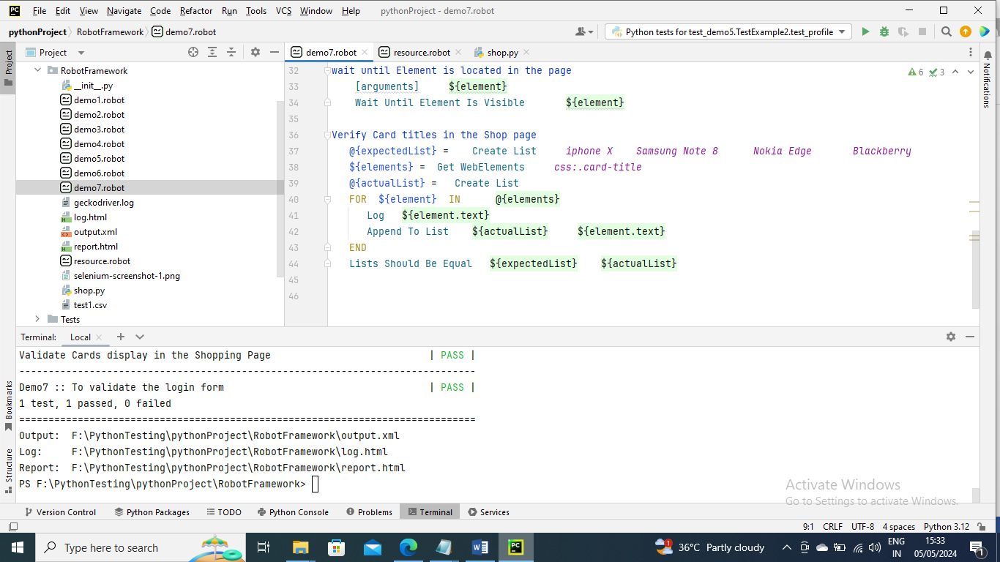 PC File Edit View Navigate Code Refactor Run Tools VCS Window Help pythonProject - demo7.robot
pythonProject RobotFramework demo7.robot Python tests for test_demo5.TestExample2.test_profile
Project
Project
demo7.robot resource.robot shop.py
Notifications
RobotFramework
__init__.py
demo1.robot
demo2.robot
demo3.robot
demo4.robot
demo5.robot
demo6.robot
demo7.robot
geckodriver.log
log.html
output.xml
report.html
resource.robot
selenium-screenshot-1.png
shop.py
test1.csv
Tests
6 3
32 wait until Element is located in the page
33 [arguments] ${element}
34 Wait Until Element Is Visible ${element}
35
36 Verify Card titles in the Shop page
37 @{expectedList} = Create List iphone X Samsung Note 8 Nokia Edge Blackberry
38 ${elements} = Get WebElements css:.card-title
39 @{actualList} = Create List
40 FOR ${element} IN @{elements}
41 Log ${element.text}
42 Append To List ${actualList} ${element.text}
43 END
44 Lists Should Be Equal ${expectedList} ${actualList}
45
46
Terminal: Local
Validate Cards display in the Shopping Page | PASS |
------------------------------------------------------------------------------
Demo7 :: To validate the login form | PASS |
1 test, 1 passed, 0 failed
==============================================================================
Output: F:\PythonTesting\pythonProject\RobotFramework\output.xml
Log: F:\PythonTesting\pythonProject\RobotFramework\log.html
Report: F:\PythonTesting\pythonProject\RobotFramework\report.html
PS F:\PythonTesting\pythonProject\RobotFramework>
Bookmarks
Structure
Activate Windows
Go to Settings to activate Windows.
Version Control Python Packages TODO Python Console Problems Terminal Services
9:1 CRLF UTF-8 4 spaces Python 3.12
Type here to search
1 36°C Partly cloudy
ENG
IN
15:33
05/05/2024
1